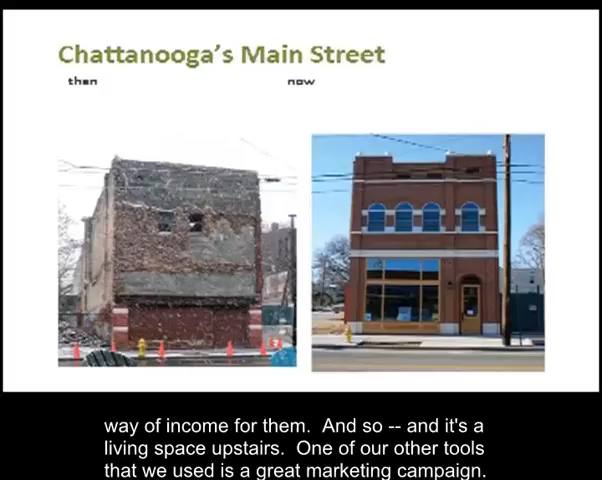 Chattanooga's Main Street
then now
way of income for them. And so -- and it's a
living space upstairs. One of our other tools
that we used is a great marketing campaign.